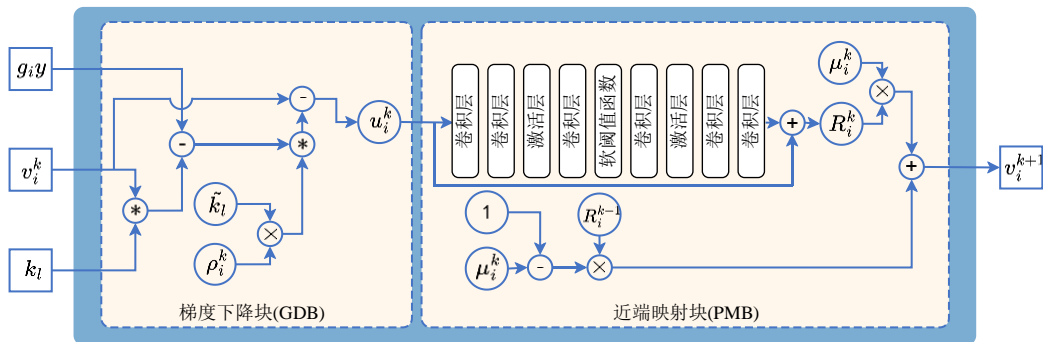 g_i y
v_i^k
k_l
*
-
k̃_l
ρ_i^k
×
*
-
u_i^k
梯度下降块(GDB)
卷积层
卷积层
激活层
卷积层
软阈值函数
卷积层
激活层
卷积层
卷积层
+
R_i^k
μ_i^k
×
+
1
μ_i^k
-
R_i^{k-1}
×
近端映射块(PMB)
v_i^{k+1}